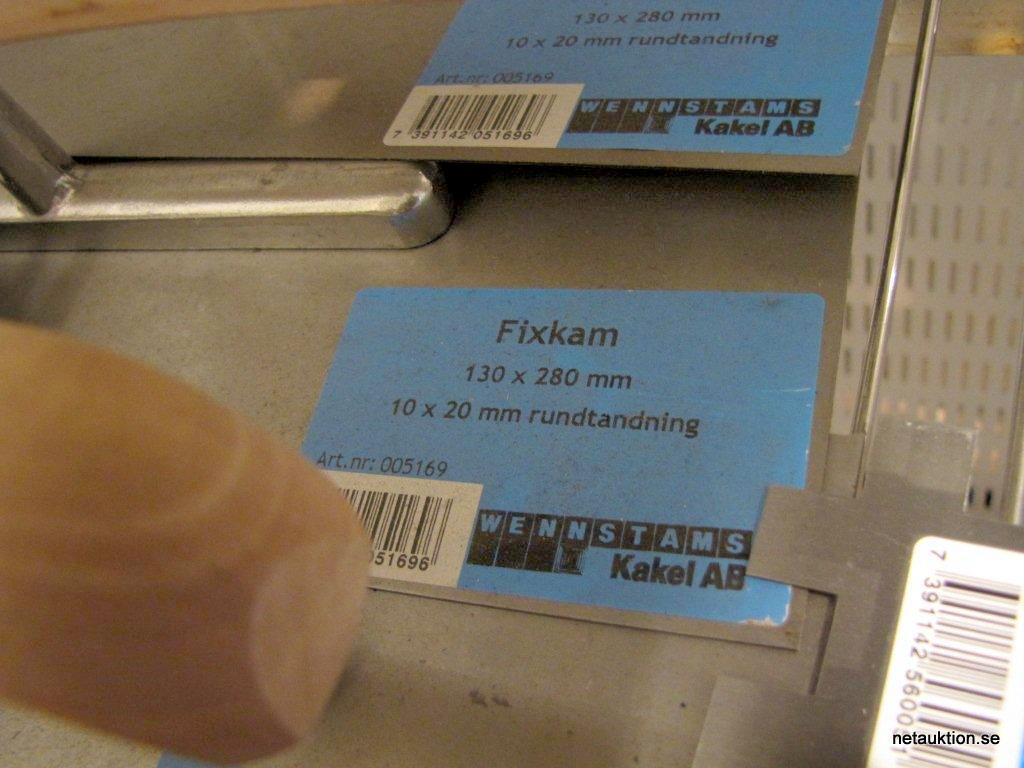 130 x 280 mm
10 x 20 mm rundtandning
Art.nr: 005169
7 391142 051696
WENNSTAMS
Kakel AB
Fixkam
130 x 280 mm
10 x 20 mm rundtandning
Art.nr: 005169
051696
WENNSTAMS
Kakel AB
7 391142 56000
netauktion.se